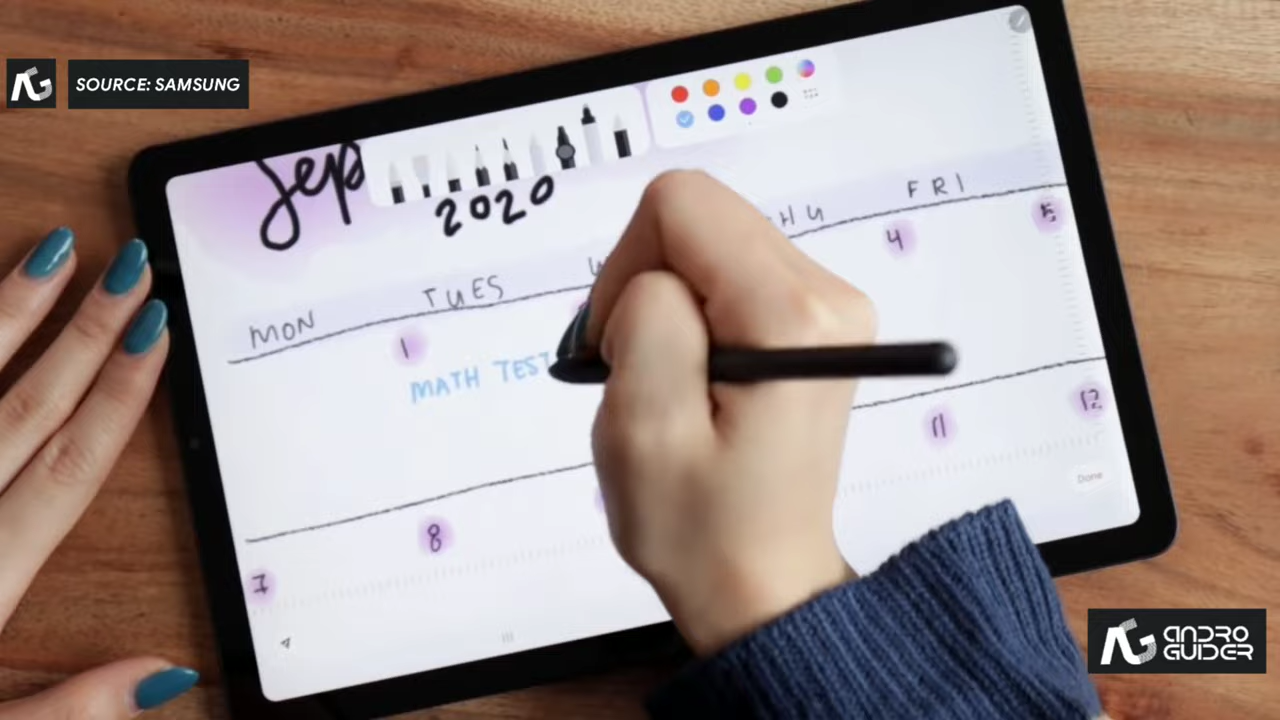 SOURCE: SAMSUNG
Sep
2020
MON TUES FRI
1 4 5
MATH TEST
7 8 11 12
Done
ANDRO
GUIDER